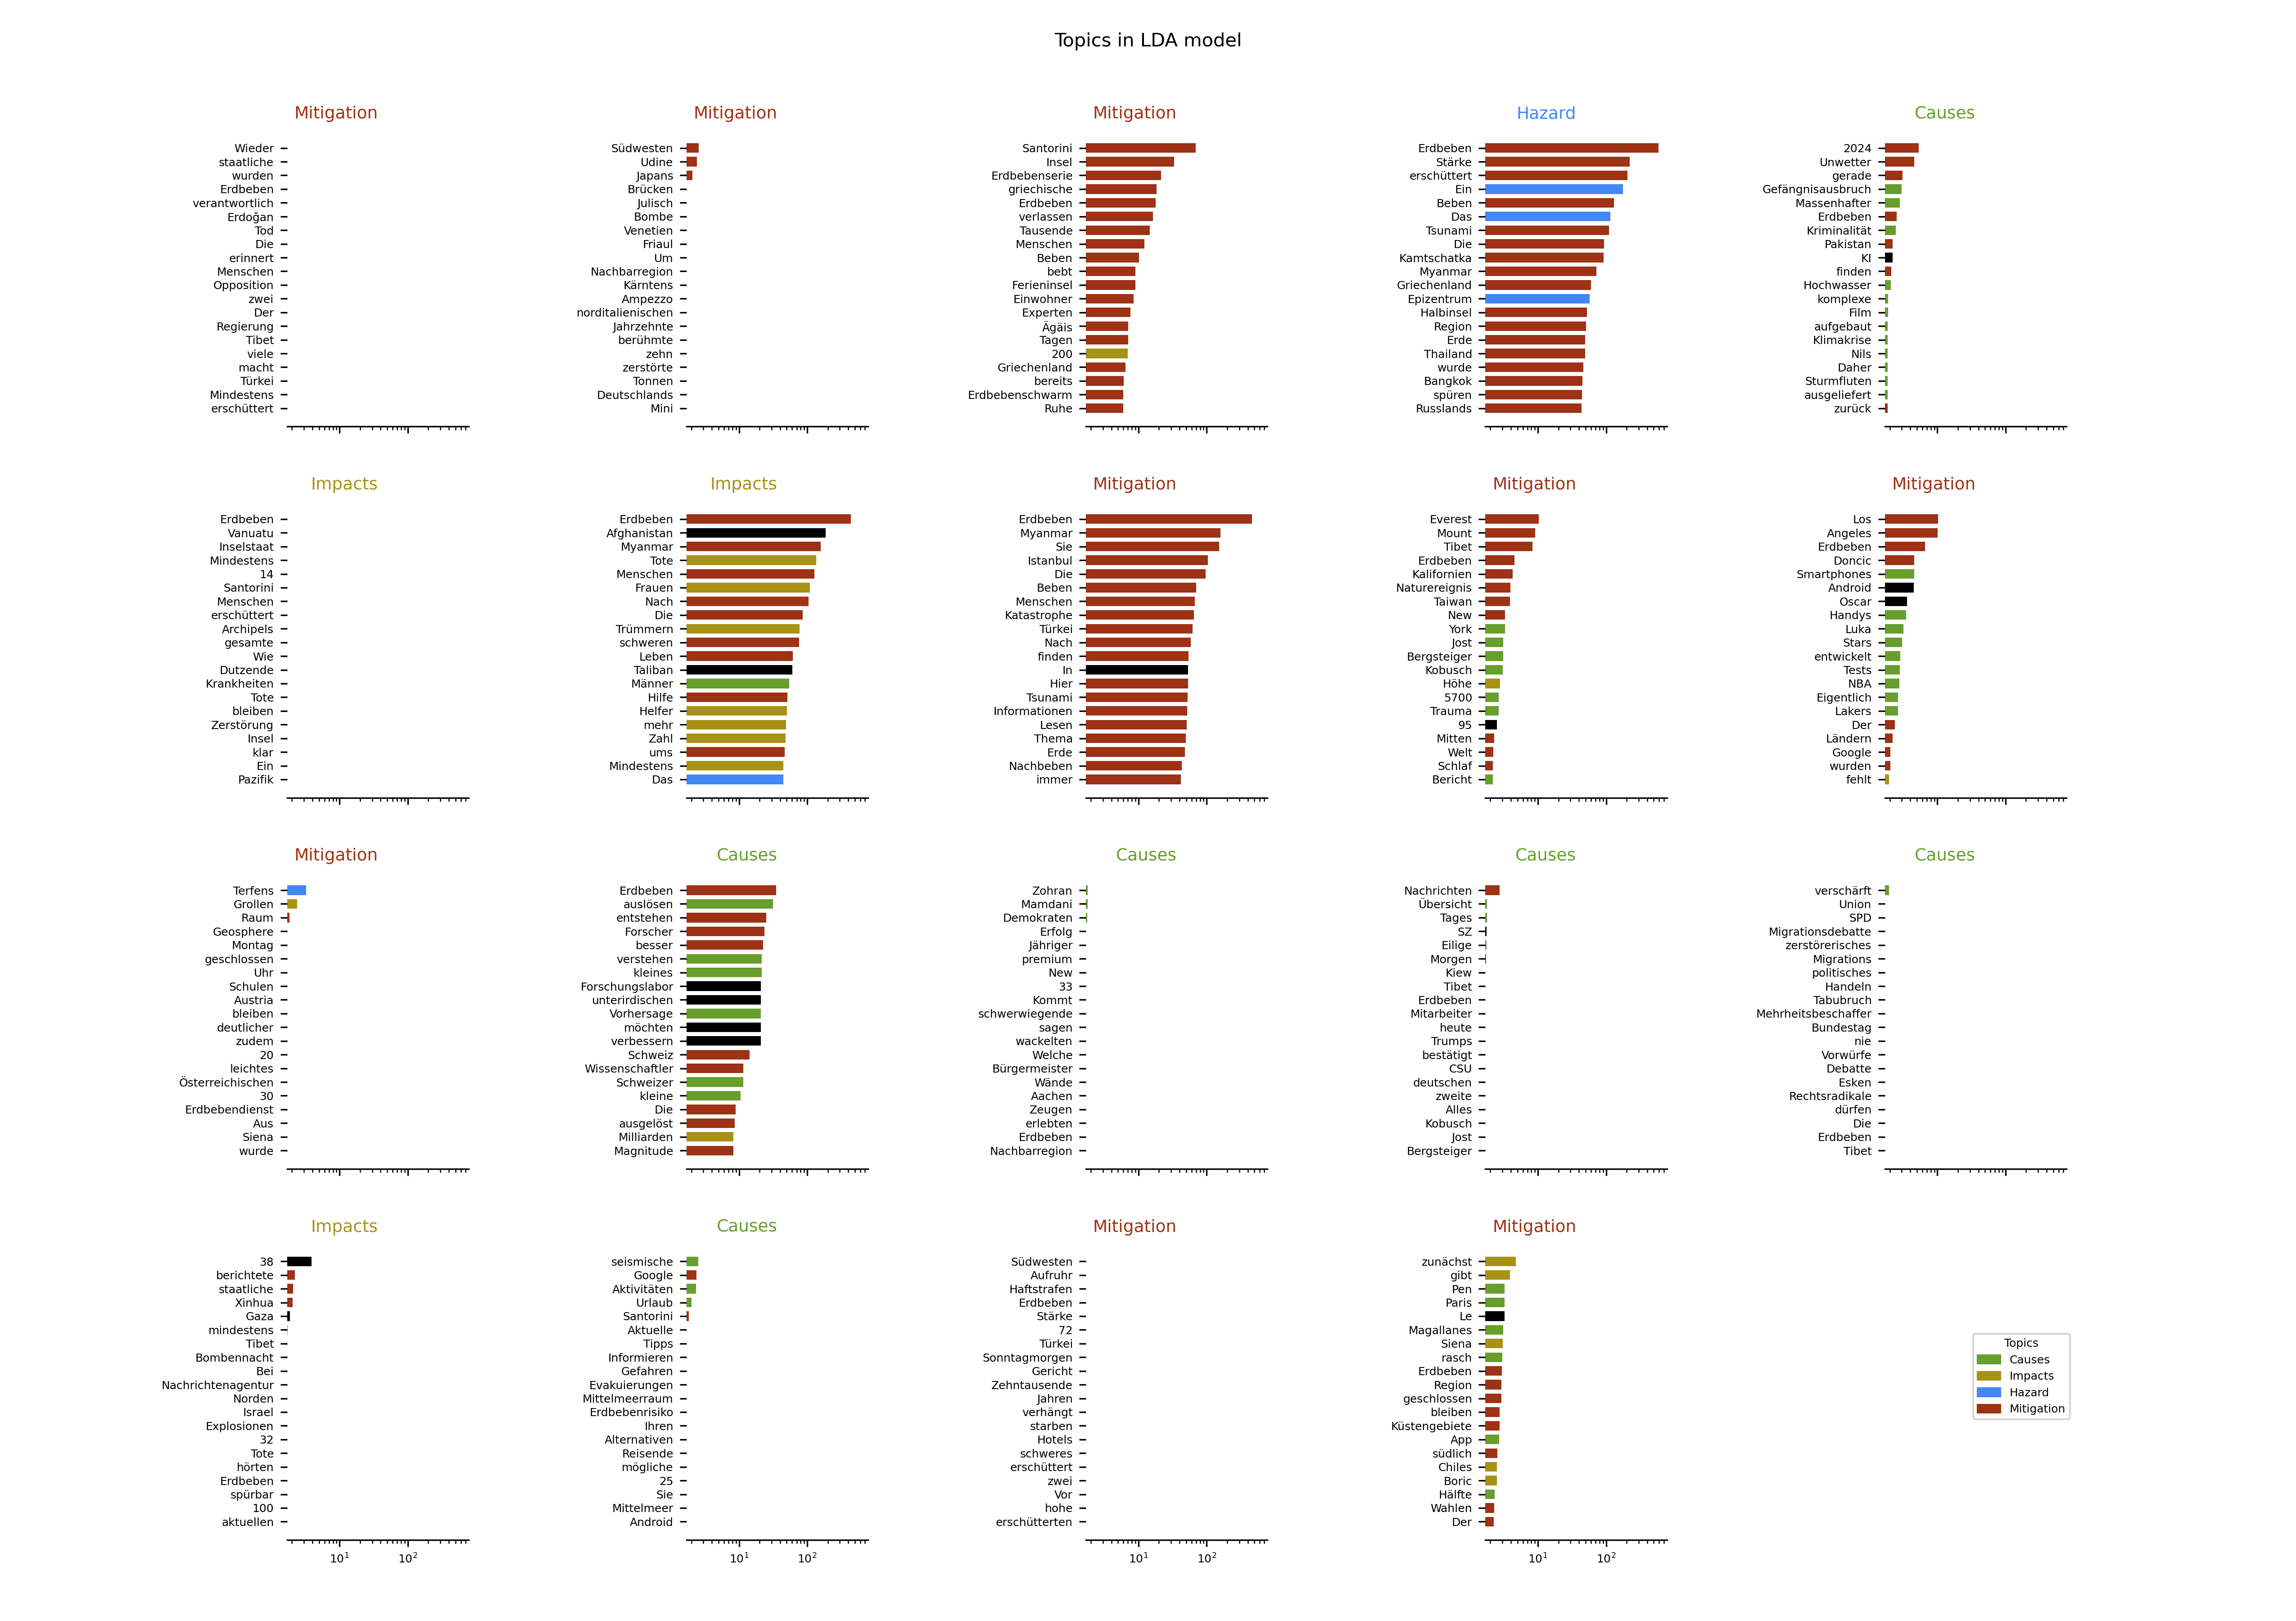 Topics in LDA model
Mitigation
Wieder
staatliche
wurden
Erdbeben
verantwortlich
Erdoğan
Tod
Die
erinnert
Menschen
Opposition
zwei
Der
Regierung
Tibet
viele
macht
Türkei
Mindestens
erschüttert
Mitigation
Südwesten
Udine
Japans
Brücken
Julisch
Bombe
Venetien
Friaul
Um
Nachbarregion
Kärntens
Ampezzo
norditalienischen
Jahrzehnte
berühmte
zehn
zerstörte
Tonnen
Deutschlands
Mini
Mitigation
Santorini
Insel
Erdbebenserie
griechische
Erdbeben
verlassen
Tausende
Menschen
Beben
bebt
Ferieninsel
Einwohner
Experten
Ägäis
Tagen
200
Griechenland
bereits
Erdbebenschwarm
Ruhe
Hazard
Erdbeben
Stärke
erschüttert
Ein
Beben
Das
Tsunami
Die
Kamtschatka
Myanmar
Griechenland
Epizentrum
Halbinsel
Region
Erde
Thailand
wurde
Bangkok
spüren
Russlands
Causes
2024
Unwetter
gerade
Gefängnisausbruch
Massenhafter
Erdbeben
Kriminalität
Pakistan
KI
finden
Hochwasser
komplexe
Film
aufgebaut
Klimakrise
Nils
Daher
Sturmfluten
ausgeliefert
zurück
Impacts
Erdbeben
Vanuatu
Inselstaat
Mindestens
14
Santorini
Menschen
erschüttert
Archipels
gesamte
Wie
Dutzende
Krankheiten
Tote
bleiben
Zerstörung
Insel
klar
Ein
Pazifik
Impacts
Erdbeben
Afghanistan
Myanmar
Tote
Menschen
Frauen
Nach
Die
Trümmern
schweren
Leben
Taliban
Männer
Hilfe
Helfer
mehr
Zahl
ums
Mindestens
Das
Mitigation
Erdbeben
Myanmar
Sie
Istanbul
Die
Beben
Menschen
Katastrophe
Türkei
Nach
finden
In
Hier
Tsunami
Informationen
Lesen
Thema
Erde
Nachbeben
immer
Mitigation
Everest
Mount
Tibet
Erdbeben
Kalifornien
Naturereignis
Taiwan
New
York
Jost
Bergsteiger
Kobusch
Höhe
5700
Trauma
95
Mitten
Welt
Schlaf
Bericht
Mitigation
Los
Angeles
Erdbeben
Doncic
Smartphones
Android
Oscar
Handys
Luka
Stars
entwickelt
Tests
NBA
Eigentlich
Lakers
Der
Ländern
Google
wurden
fehlt
Mitigation
Terfens
Grollen
Raum
Geosphere
Montag
geschlossen
Uhr
Schulen
Austria
bleiben
deutlicher
zudem
20
leichtes
Österreichischen
30
Erdbebendienst
Aus
Siena
wurde
Causes
Erdbeben
auslösen
entstehen
Forscher
besser
verstehen
kleines
Forschungslabor
unterirdischen
Vorhersage
möchten
verbessern
Schweiz
Wissenschaftler
Schweizer
kleine
Die
ausgelöst
Milliarden
Magnitude
Causes
Zohran
Mamdani
Demokraten
Erfolg
Jähriger
premium
New
33
Kommt
schwerwiegende
sagen
wackelten
Welche
Bürgermeister
Wände
Aachen
Zeugen
erlebten
Erdbeben
Nachbarregion
Causes
Nachrichten
Übersicht
Tages
SZ
Eilige
Morgen
Kiew
Tibet
Erdbeben
Mitarbeiter
heute
Trumps
bestätigt
CSU
deutschen
zweite
Alles
Kobusch
Jost
Bergsteiger
Causes
verschärft
Union
SPD
Migrationsdebatte
zerstörerisches
Migrations
politisches
Handeln
Tabubruch
Mehrheitsbeschaffer
Bundestag
nie
Vorwürfe
Debatte
Esken
Rechtsradikale
dürfen
Die
Erdbeben
Tibet
Impacts
38
berichtete
staatliche
Xinhua
Gaza
mindestens
Tibet
Bombennacht
Bei
Nachrichtenagentur
Norden
Israel
Explosionen
32
Tote
hörten
Erdbeben
spürbar
100
aktuellen
10¹ 10²
Causes
seismische
Google
Aktivitäten
Urlaub
Santorini
Aktuelle
Tipps
Informieren
Gefahren
Evakuierungen
Mittelmeerraum
Erdbebenrisiko
Ihren
Alternativen
Reisende
mögliche
25
Sie
Mittelmeer
Android
10¹ 10²
Mitigation
Südwesten
Aufruhr
Haftstrafen
Erdbeben
Stärke
72
Türkei
Sonntagmorgen
Gericht
Zehntausende
Jahren
verhängt
starben
Hotels
schweres
erschüttert
zwei
Vor
hohe
erschütterten
10¹ 10²
Mitigation
zunächst
gibt
Pen
Paris
Le
Magallanes
Siena
rasch
Erdbeben
Region
geschlossen
bleiben
Küstengebiete
App
südlich
Chiles
Boric
Hälfte
Wahlen
Der
10¹ 10²
Topics
Causes
Impacts
Hazard
Mitigation